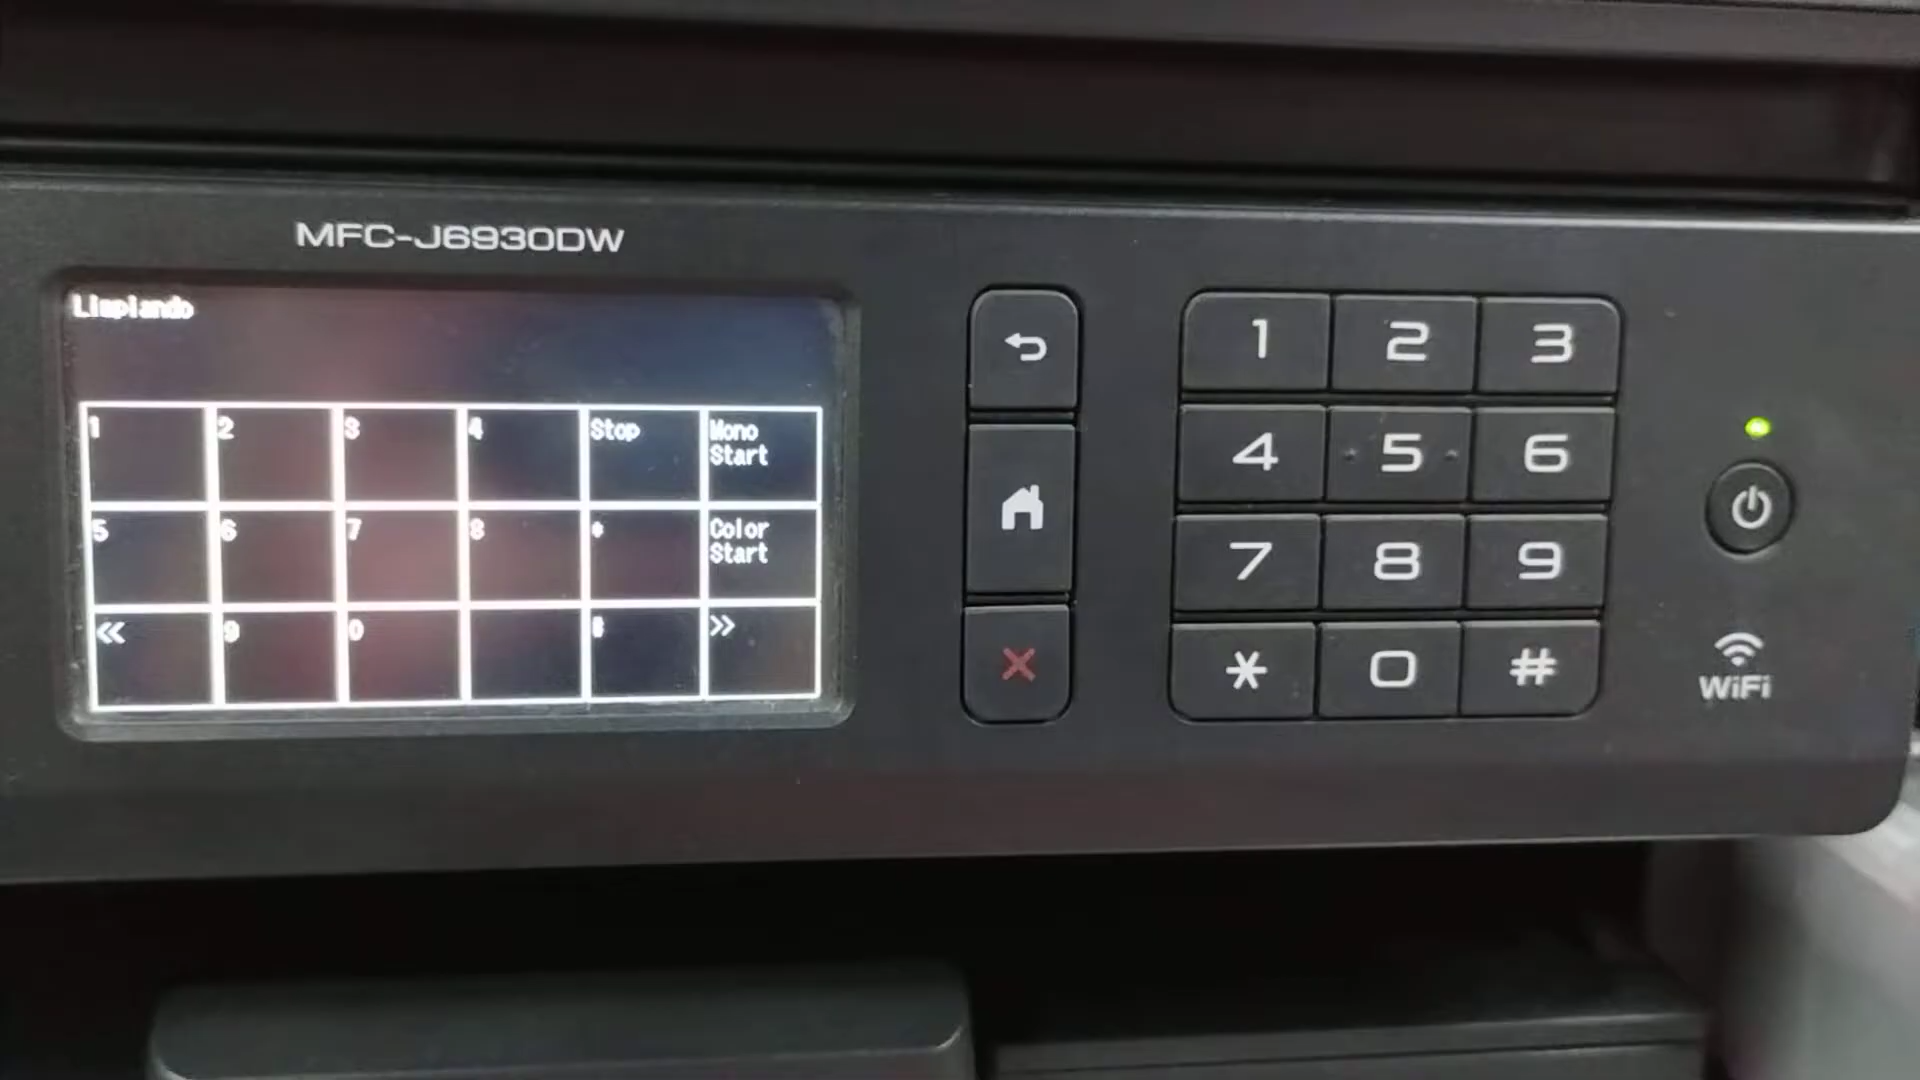 MFC-J6930DW
Limpiando
1 2 3 4 Stop Mono Start
5 6 7 8 * Color Start
<< 9 0 # >>
1 2 3
4 5 6
7 8 9
* 0 #
WiFi